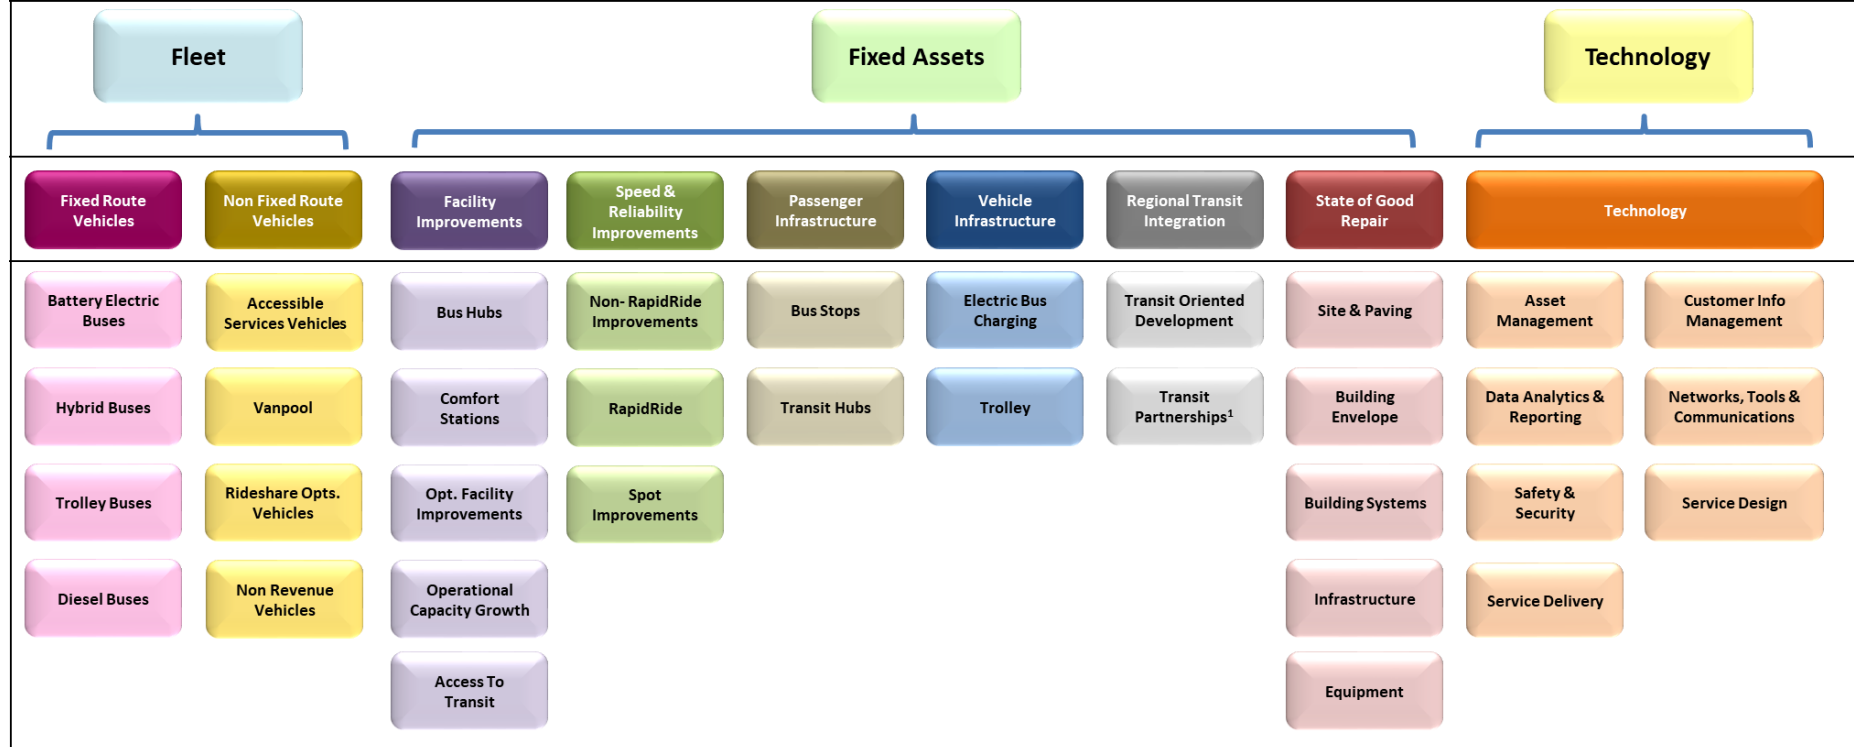 Fleet
Fixed Assets
Technology
Fixed Route
Vehicles
Non Fixed Route
Vehicles
Facility
Improvements
Speed &
Reliability
Improvements
Passenger
Infrastructure
Vehicle
Infrastructure
Regional Transit
Integration
State of Good
Repair
Technology
Battery Electric
Buses
Accessible
Services Vehicles
Bus Hubs
Non- RapidRide
Improvements
Bus Stops
Electric Bus
Charging
Transit Oriented
Development
Site & Paving
Asset
Management
Customer Info
Management
Hybrid Buses
Vanpool
Comfort
Stations
RapidRide
Transit Hubs
Trolley
Transit
Partnerships¹
Building
Envelope
Data Analytics &
Reporting
Networks, Tools &
Communications
Trolley Buses
Rideshare Opts.
Vehicles
Opt. Facility
Improvements
Spot
Improvements
Building Systems
Safety &
Security
Service Design
Diesel Buses
Non Revenue
Vehicles
Operational
Capacity Growth
Infrastructure
Service Delivery
Access To
Transit
Equipment